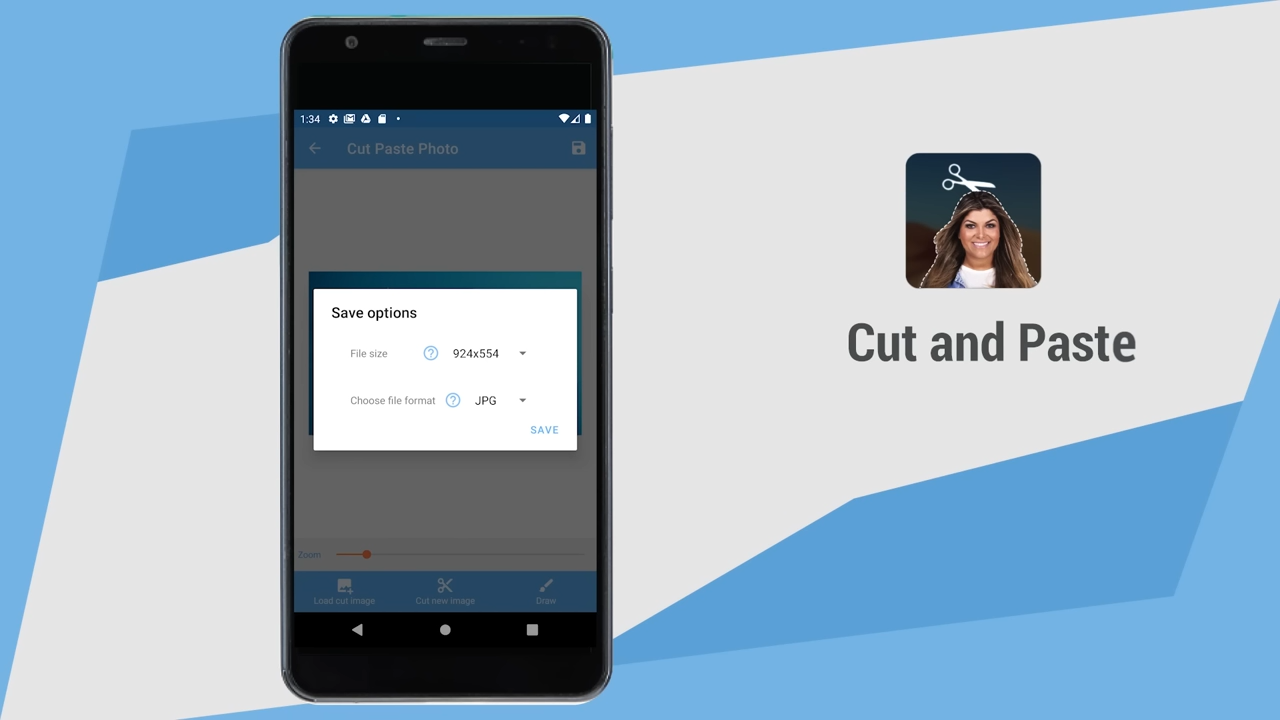 1:34
Cut Paste Photo
Save options
File size
924x554
Choose file format
JPG
SAVE
Zoom
Load cut image
Cut new image
Draw
Cut and Paste